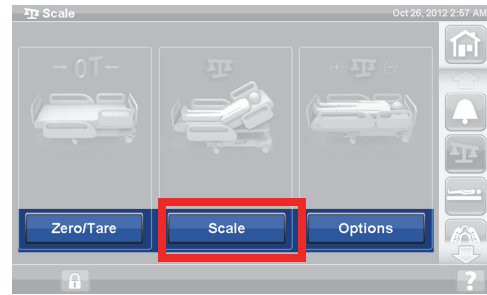 Scale
Oct 26, 2012 2:57 AM
→0T←
Zero/Tare
Scale
Options
?